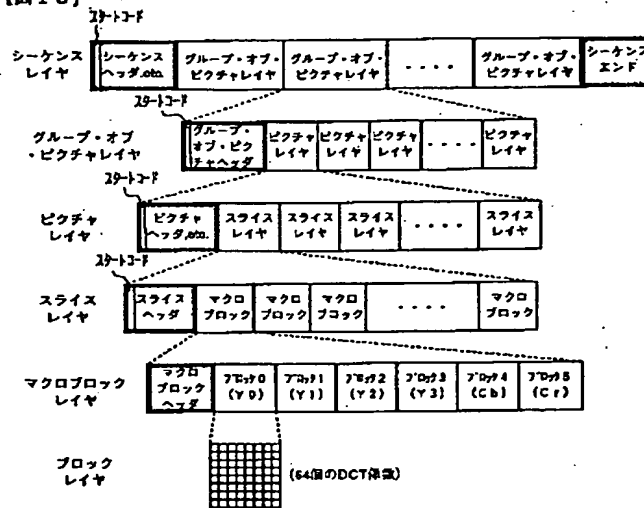 スタートコード
シーケンス
レイヤ
シーケンス
ヘッダ,etc.
グループ・オブ・
ピクチャレイヤ
グループ・オブ・
ピクチャレイヤ
・・・・
グループ・オブ・
ピクチャレイヤ
シーケンス
エンド
スタートコード
グループ・オブ
・ピクチャレイヤ
グループ・
オブ・ピク
チャヘッダ
ピクチャ
レイヤ
ピクチャ
レイヤ
ピクチャ
レイヤ
・・・・
ピクチャ
レイヤ
スタートコード
ピクチャ
レイヤ
ピクチャ
ヘッダ,etc.
スライス
レイヤ
スライス
レイヤ
スライス
レイヤ
・・・・
スライス
レイヤ
スタートコード
スライス
レイヤ
スライス
ヘッダ
マクロ
ブロック
マクロ
ブロック
マクロ
ブコック
・・・・
マクロ
ブロック
マクロブロック
レイヤ
マクロ
ブロック
ヘッダ
ブロック0
(Y0)
ブロック1
(Y1)
ブロック2
(Y2)
ブロック3
(Y3)
ブロック4
(Cb)
ブロック5
(Cr)
ブロック
レイヤ
(64個のDCT係数)